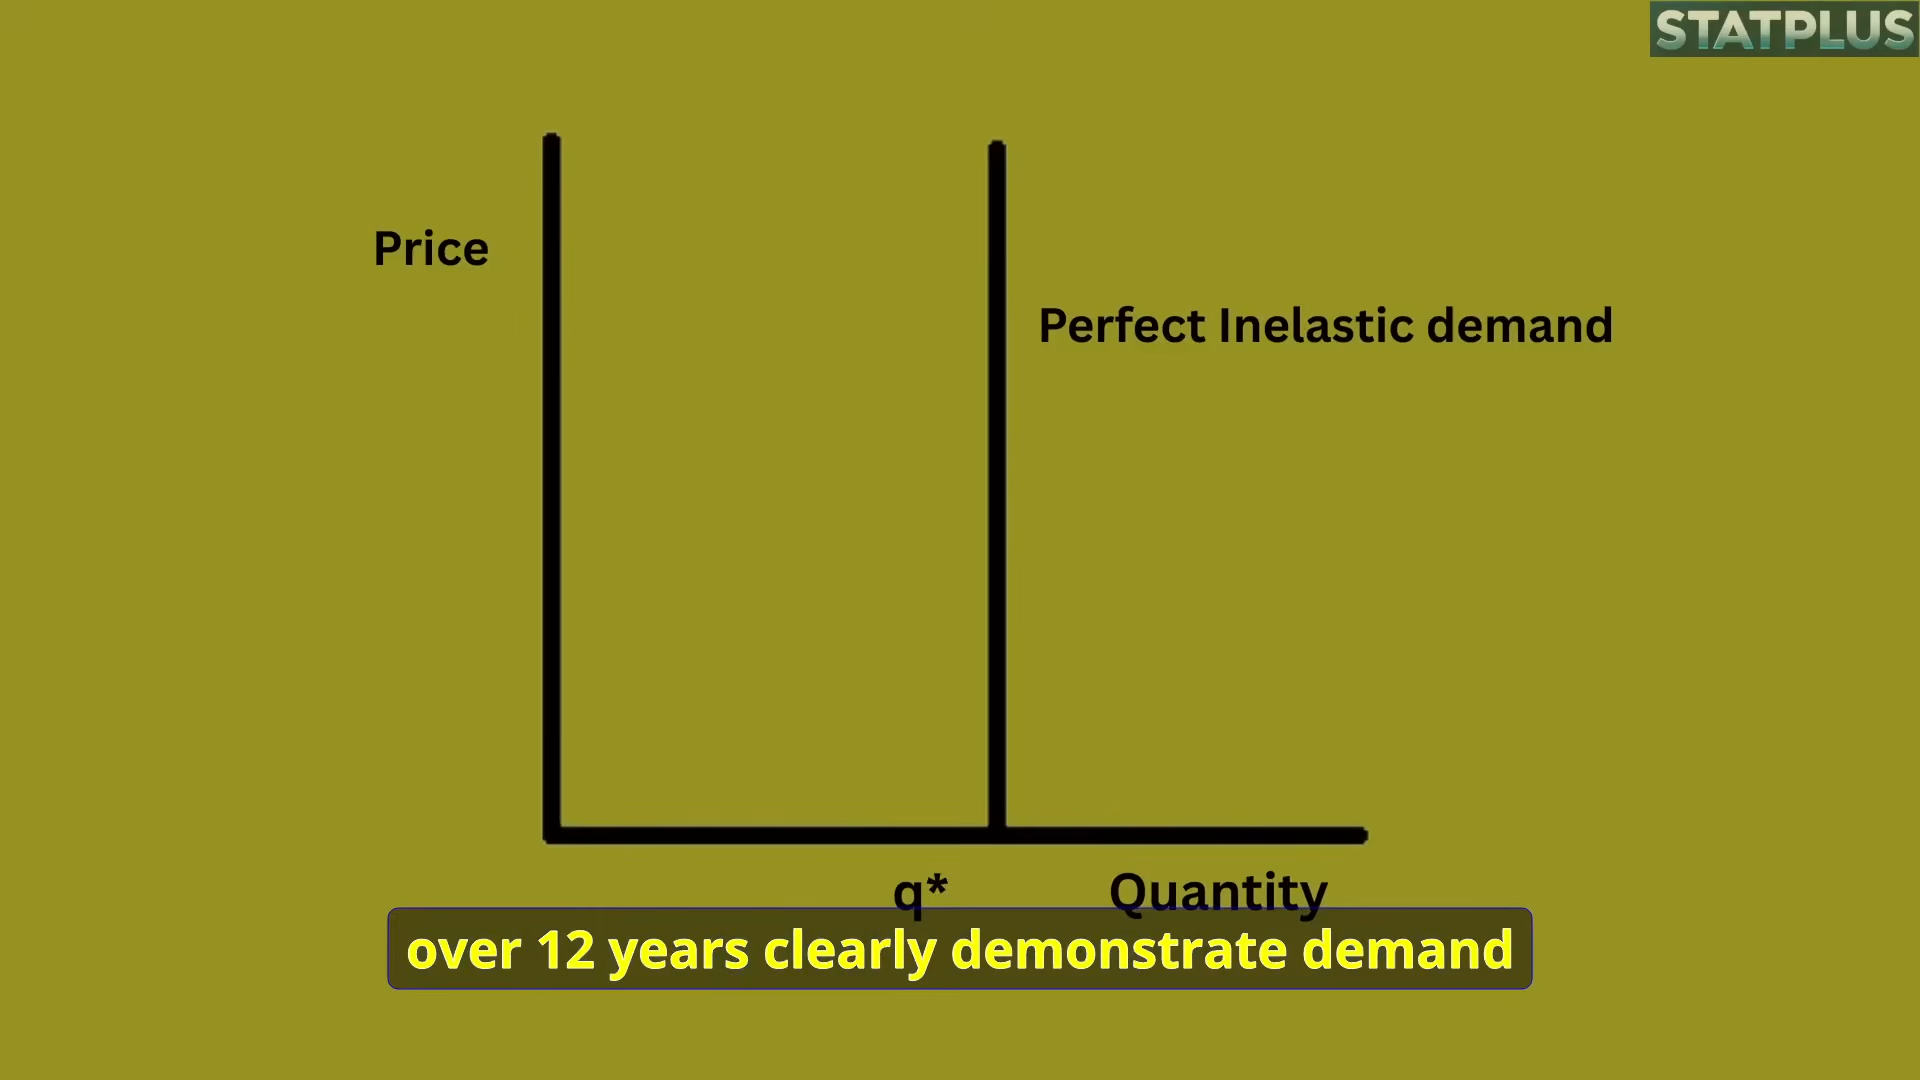 STATPLUS
Price
Perfect Inelastic demand
q*
Quantity
over 12 years clearly demonstrate demand